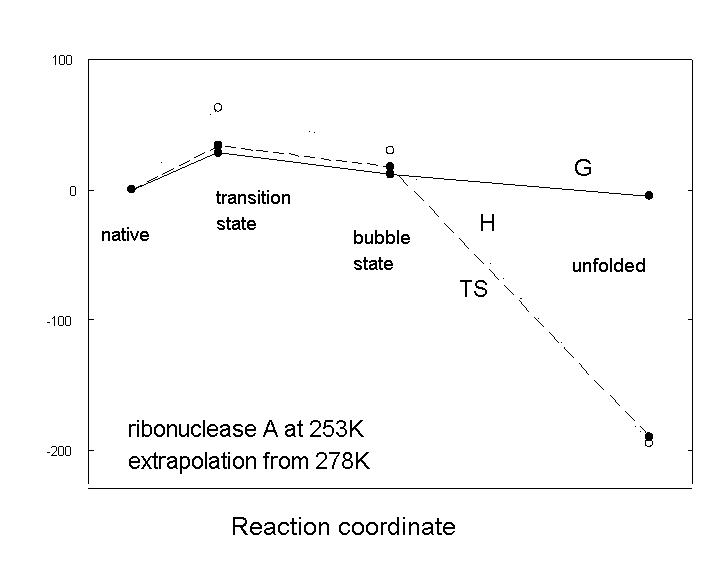 100
0
-100
-200
native
transition
state
bubble
state
G
H
TS
unfolded
ribonuclease A at 253K
extrapolation from 278K
Reaction coordinate